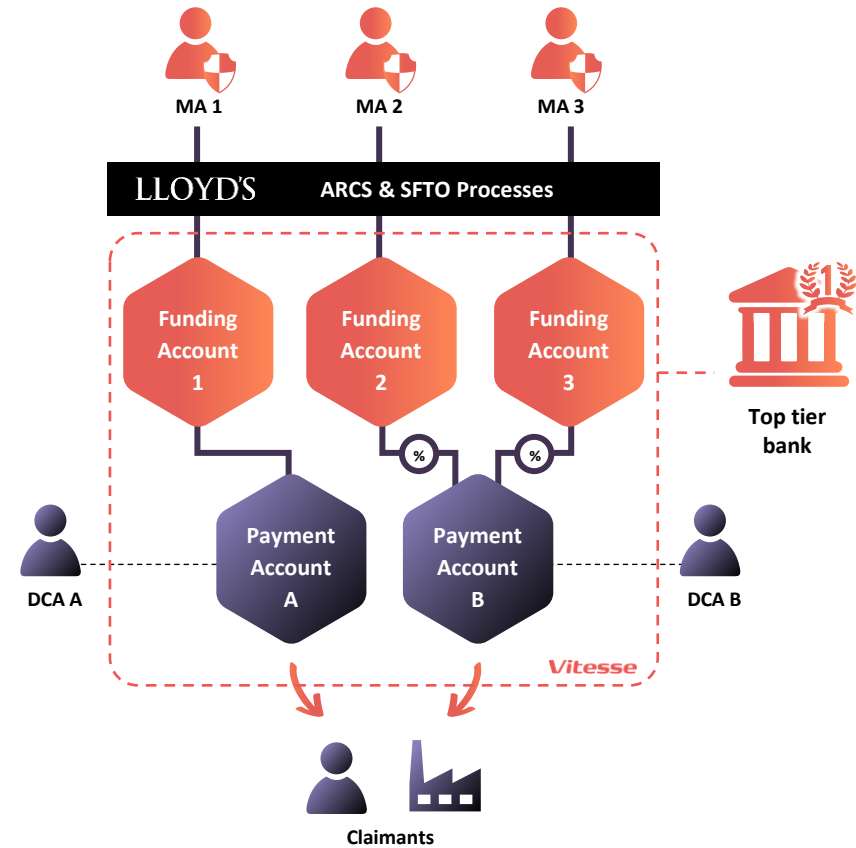 MA 1
MA 2
MA 3
LLOYD'S
ARCS & SFTO Processes
1
Funding
Account
1
Funding
Account
2
Funding
Account
3
Top tier
bank
%
%
Payment
Account
A
Payment
Account
B
DCA A
DCA B
Vitesse
Claimants